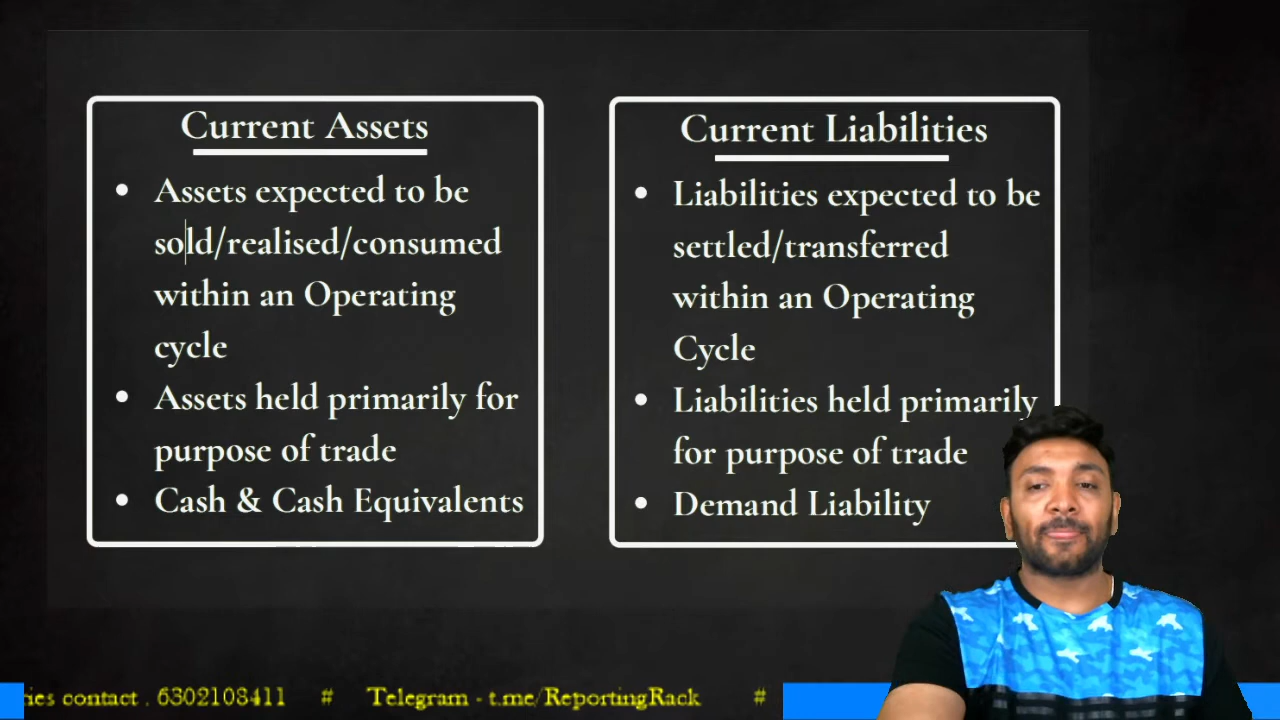 Current Assets
• Assets expected to be
sold/realised/consumed
within an Operating
cycle
• Assets held primarily for
purpose of trade
• Cash & Cash Equivalents
Current Liabilities
• Liabilities expected to be
settled/transferred
within an Operating
Cycle
• Liabilities held primarily
for purpose of trade
• Demand Liability
contact . 6302108411 # Telegram - t.me/ReportingRack #